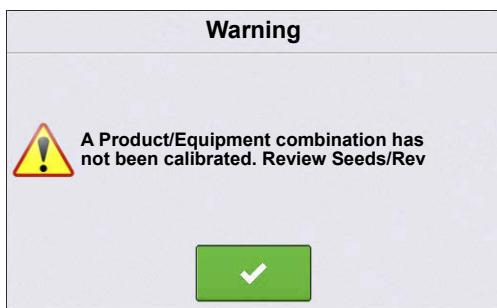 Warning
A Product/Equipment combination has
not been calibrated. Review Seeds/Rev